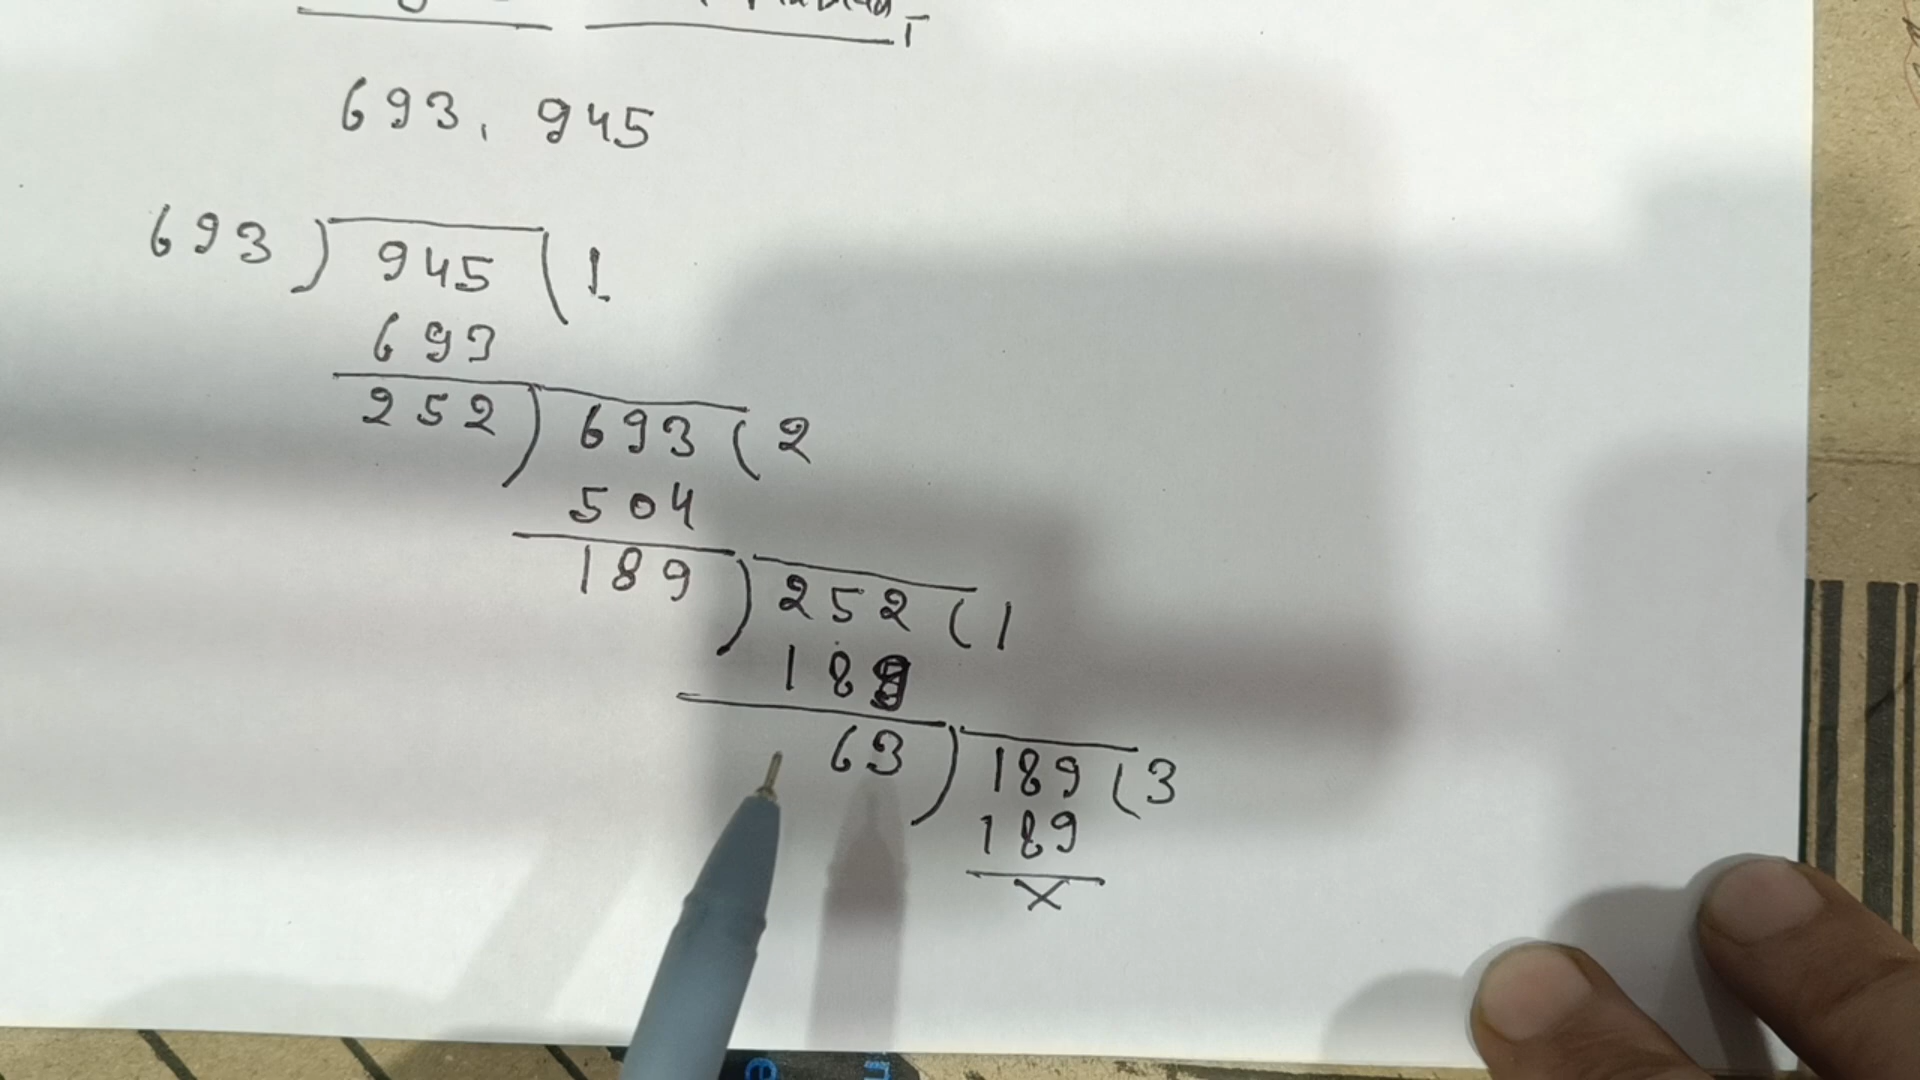 693, 945
693 ) 945 ( 1
693
252 ) 693 ( 2
504
189 ) 252 ( 1
189
63 ) 189 ( 3
189
x